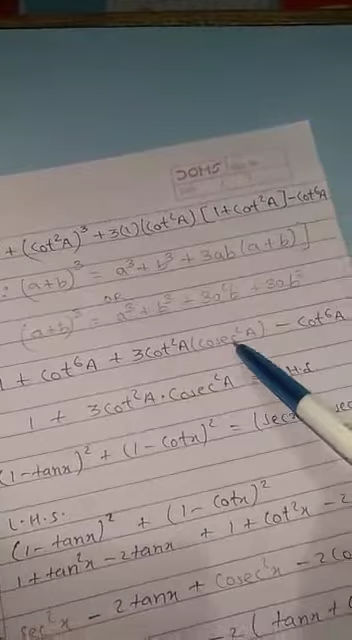 DOMS
+ (cot²A)³ + 3(1)(cot²A) [1+cot²A] - cot⁶A
∵ (a+b)³ = a³+b³ + 3ab(a+b)]
OR
(a+b)³ = a³+b³ + 3a²b + 3ab²
1 + cot⁶A + 3cot²A(cosec²A) - cot⁶A
1 + 3cot²A.cosec²A
(1-tanx)² + (1-cotx)² = (sec
L.H.S.
(1-tanx)² + (1-cotx)²
1+tan²x-2tanx + 1+cot²x-2
sec²x - 2tanx + cosec²x - 2co
-2(tanx+